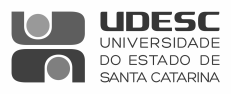 UDESC
UNIVERSIDADE
DO ESTADO DE
SANTA CATARINA